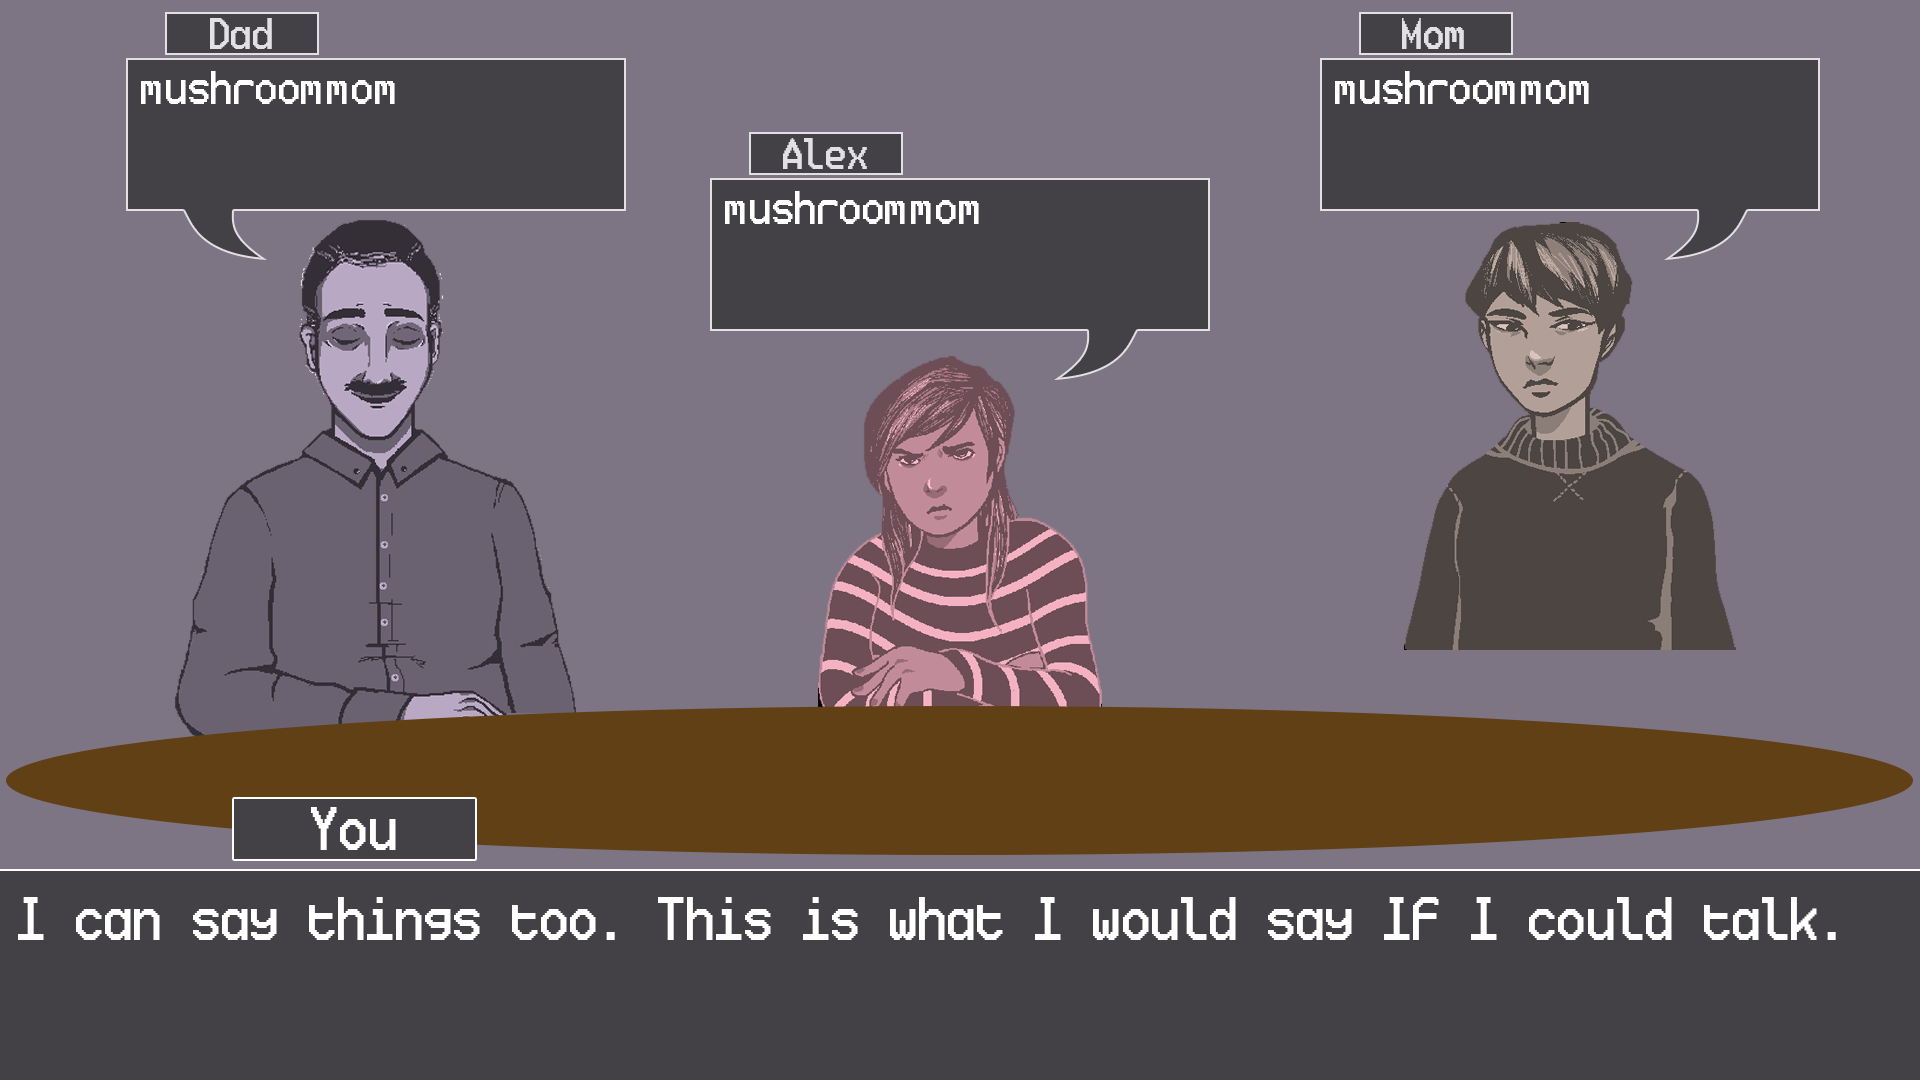 Dad
mushroommom
Alex
mushroommom
Mom
mushroommom
You
I can say things too. This is what I would say If I could talk.